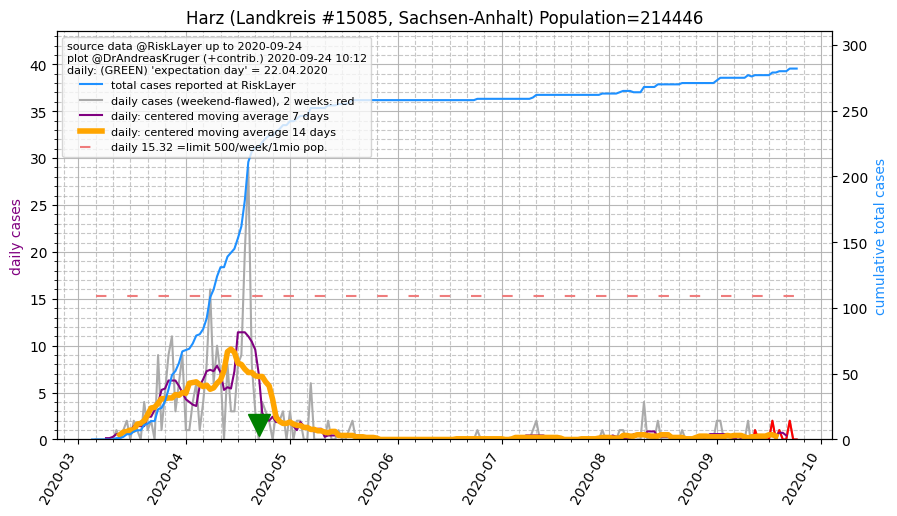 Harz (Landkreis #15085, Sachsen-Anhalt) Population=214446
source data @RiskLayer up to 2020-09-24
plot @DrAndreasKruger (+contrib.) 2020-09-24 10:12
daily: (GREEN) 'expectation day' = 22.04.2020
total cases reported at RiskLayer
daily cases (weekend-flawed), 2 weeks: red
daily: centered moving average 7 days
daily: centered moving average 14 days
daily 15.32 =limit 500/week/1mio pop.
daily cases
40
35
30
25
20
15
10
5
0
cumulative total cases
300
250
200
150
100
50
0
2020-03
2020-04
2020-05
2020-06
2020-07
2020-08
2020-09
2020-10